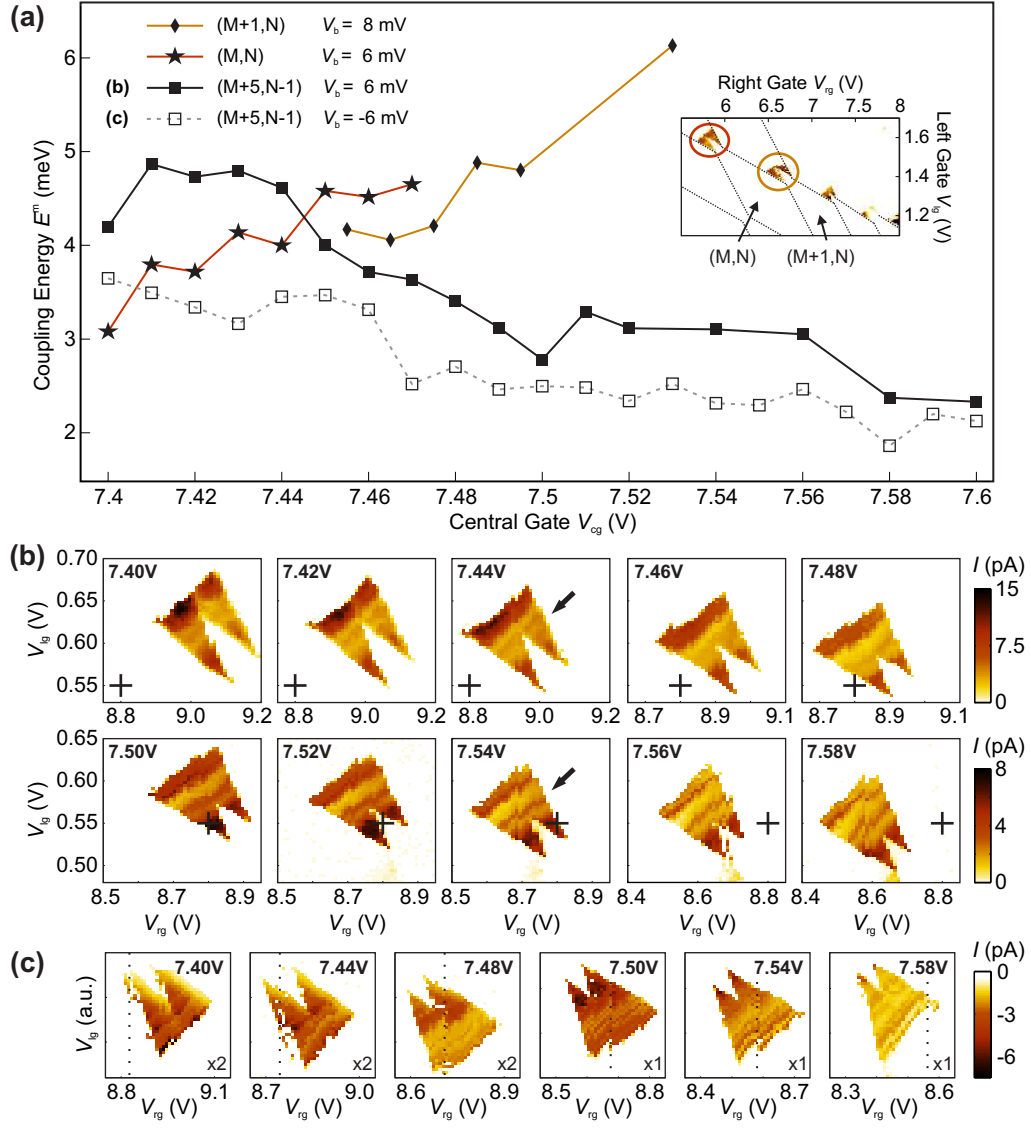 (a)
(M+1,N) V_b = 8 mV
(M,N) V_b = 6 mV
(b) (M+5,N-1) V_b = 6 mV
(c) (M+5,N-1) V_b = -6 mV
Coupling Energy E^m (meV)
6
5
4
3
2
7.4 7.42 7.44 7.46 7.48 7.5 7.52 7.54 7.56 7.58 7.6
Central Gate V_cg (V)
Right Gate V_rg (V)
6 6.5 7 7.5 8
1.6
1.4
1.2
Left Gate V_lg (V)
(M,N) (M+1,N)
(b)
V_lg (V)
0.70
0.65
0.60
0.55
7.40V 7.42V 7.44V 7.46V 7.48V
8.8 9.0 9.2 8.8 9.0 9.2 8.8 9.0 9.2 8.7 8.9 9.1 8.7 8.9 9.1
I (pA)
15
7.5
0
V_lg (V)
0.65
0.60
0.55
0.50
7.50V 7.52V 7.54V 7.56V 7.58V
8.5 8.7 8.9 8.5 8.7 8.9 8.5 8.7 8.9 8.4 8.6 8.8 8.4 8.6 8.8
V_rg (V) V_rg (V) V_rg (V) V_rg (V) V_rg (V)
I (pA)
8
4
0
(c)
V_lg (a.u.)
7.40V 7.44V 7.48V 7.50V 7.54V 7.58V
x2 x2 x2 x1 x1 x1
8.8 9.1 8.7 9.0 8.6 8.9 8.5 8.8 8.4 8.7 8.3 8.6
V_rg (V) V_rg (V) V_rg (V) V_rg (V) V_rg (V) V_rg (V)
I (pA)
0
-3
-6